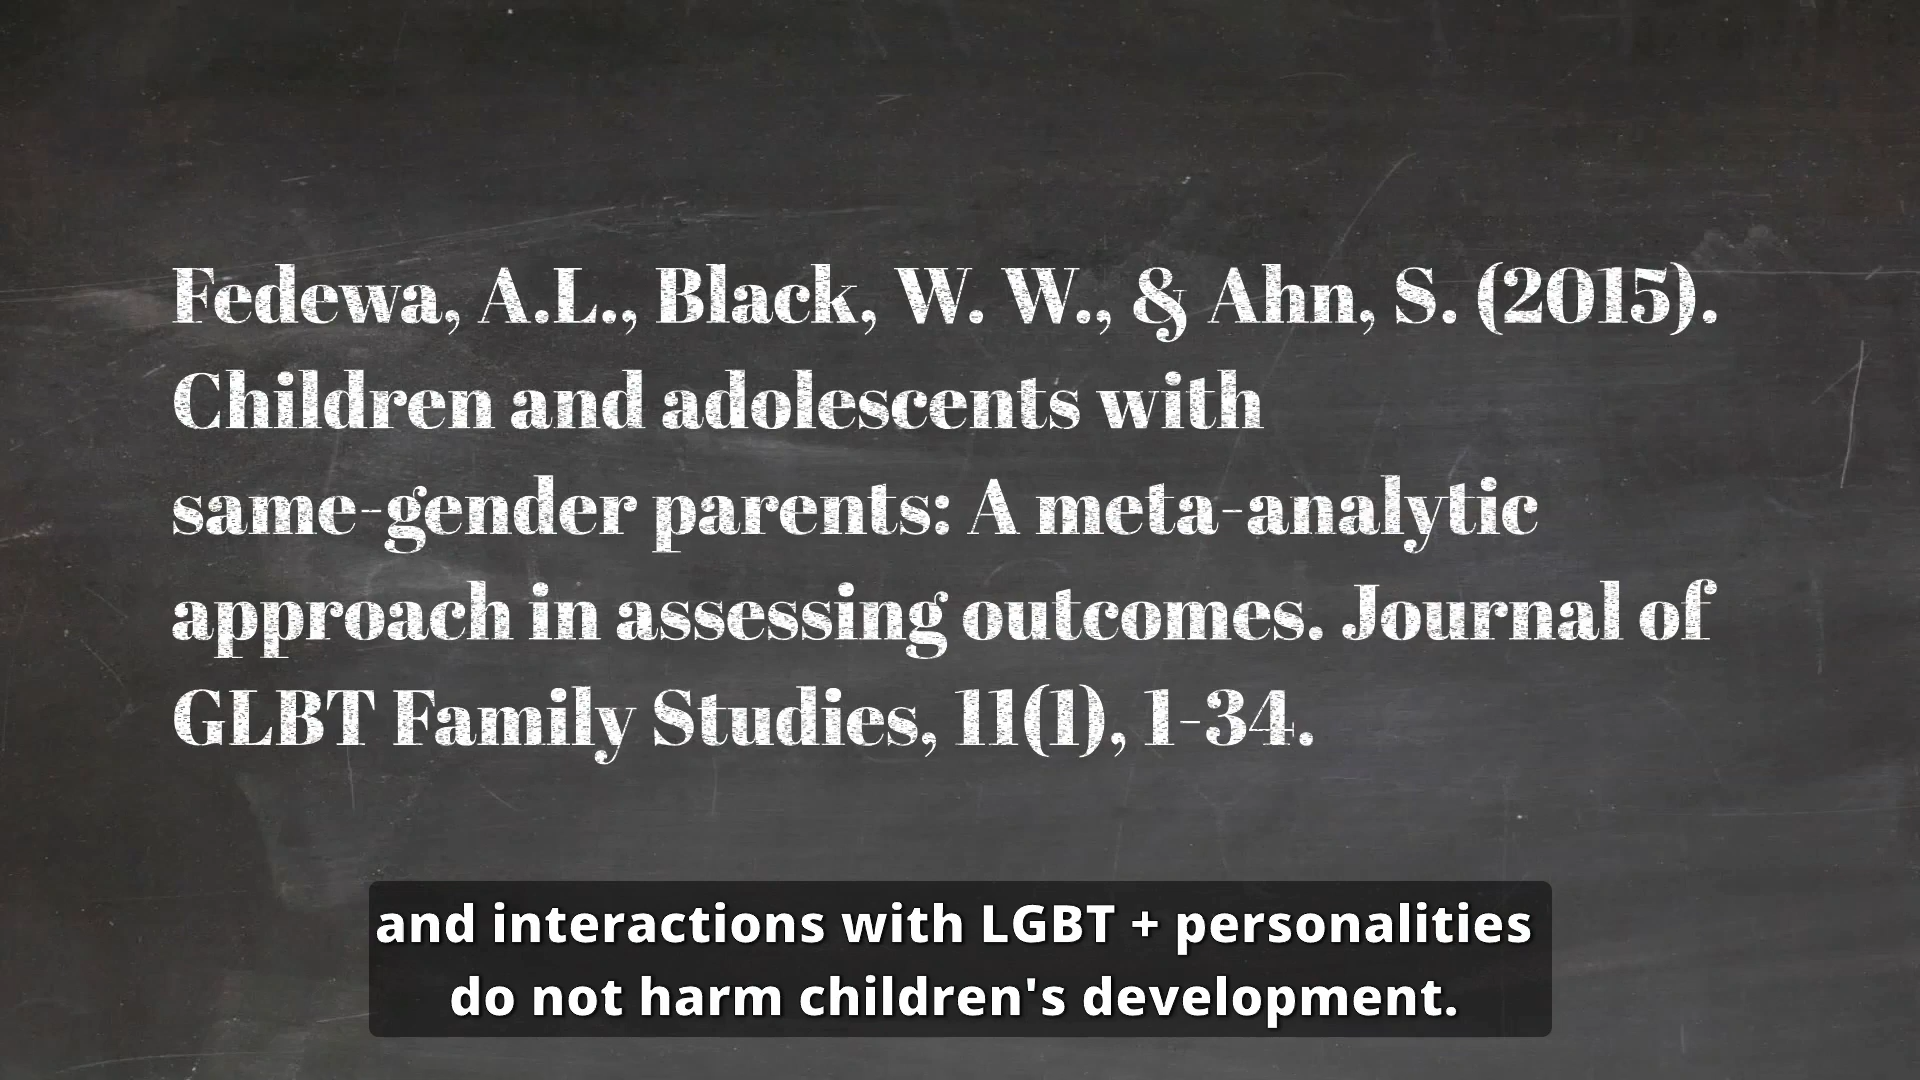 Fedewa, A.L., Black, W. W., & Ahn, S. (2015).
Children and adolescents with
same-gender parents: A meta-analytic
approach in assessing outcomes. Journal of
GLBT Family Studies, 11(1), 1-34.
and interactions with LGBT + personalities
do not harm children's development.